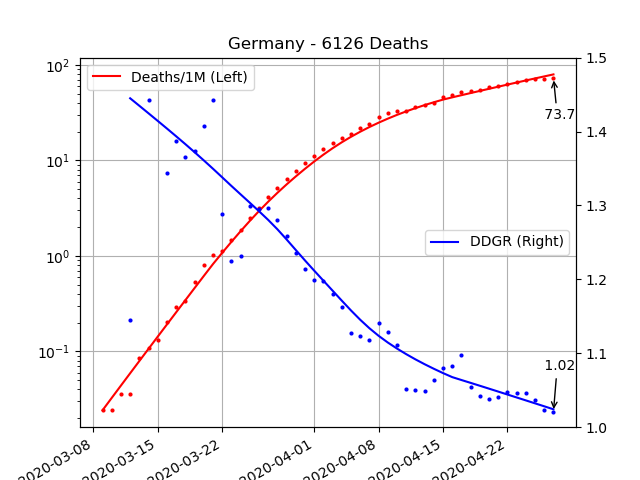 Germany - 6126 Deaths
10² 1.5
Deaths/1M (Left)
73.7
1.4
10¹
1.3
DDGR (Right)
10⁰
1.2
10⁻¹ 1.1
1.02
1.0
2020-03-08 2020-03-15 2020-03-22 2020-04-01 2020-04-08 2020-04-15 2020-04-22